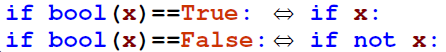 if bool(x)==True: ⇔ if x:
if bool(x)==False: ⇔ if not x: